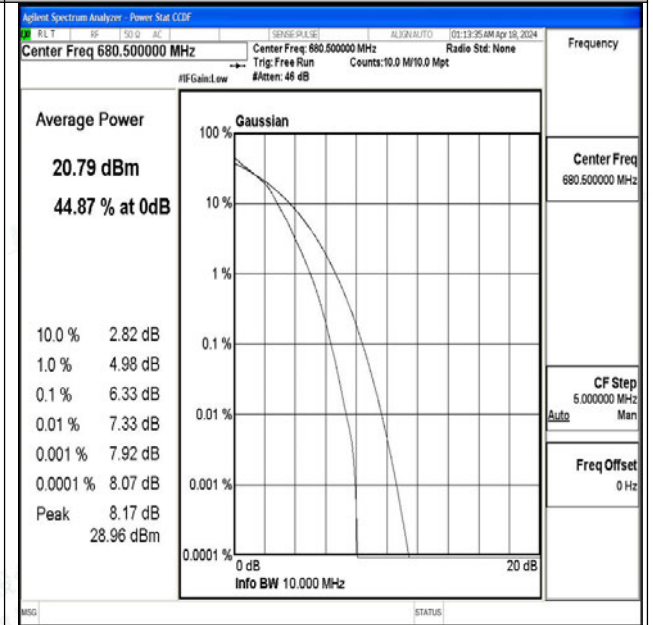 Agilent Spectrum Analyzer - Power Stat CCDF
RLT RF 50 Ω AC SENSE:PULSE ALIGNAUTO 01:13:35 AM Apr 18, 2024
Center Freq 680.500000 MHz
Center Freq: 680.500000 MHz Radio Std: None
Trig: Free Run Counts:10.0 M/10.0 Mpt
#IFGain:Low #Atten: 46 dB
Frequency
Average Power
20.79 dBm
44.87 % at 0dB
10.0 % 2.82 dB
1.0 % 4.98 dB
0.1 % 6.33 dB
0.01 % 7.33 dB
0.001 % 7.92 dB
0.0001 % 8.07 dB
Peak 8.17 dB
28.96 dBm
Gaussian
100 %
10 %
1 %
0.1 %
0.01 %
0.001 %
0.0001 %
0 dB 20 dB
Info BW 10.000 MHz
Center Freq
680.500000 MHz
CF Step
5.000000 MHz
Auto Man
Freq Offset
0 Hz
MSG STATUS